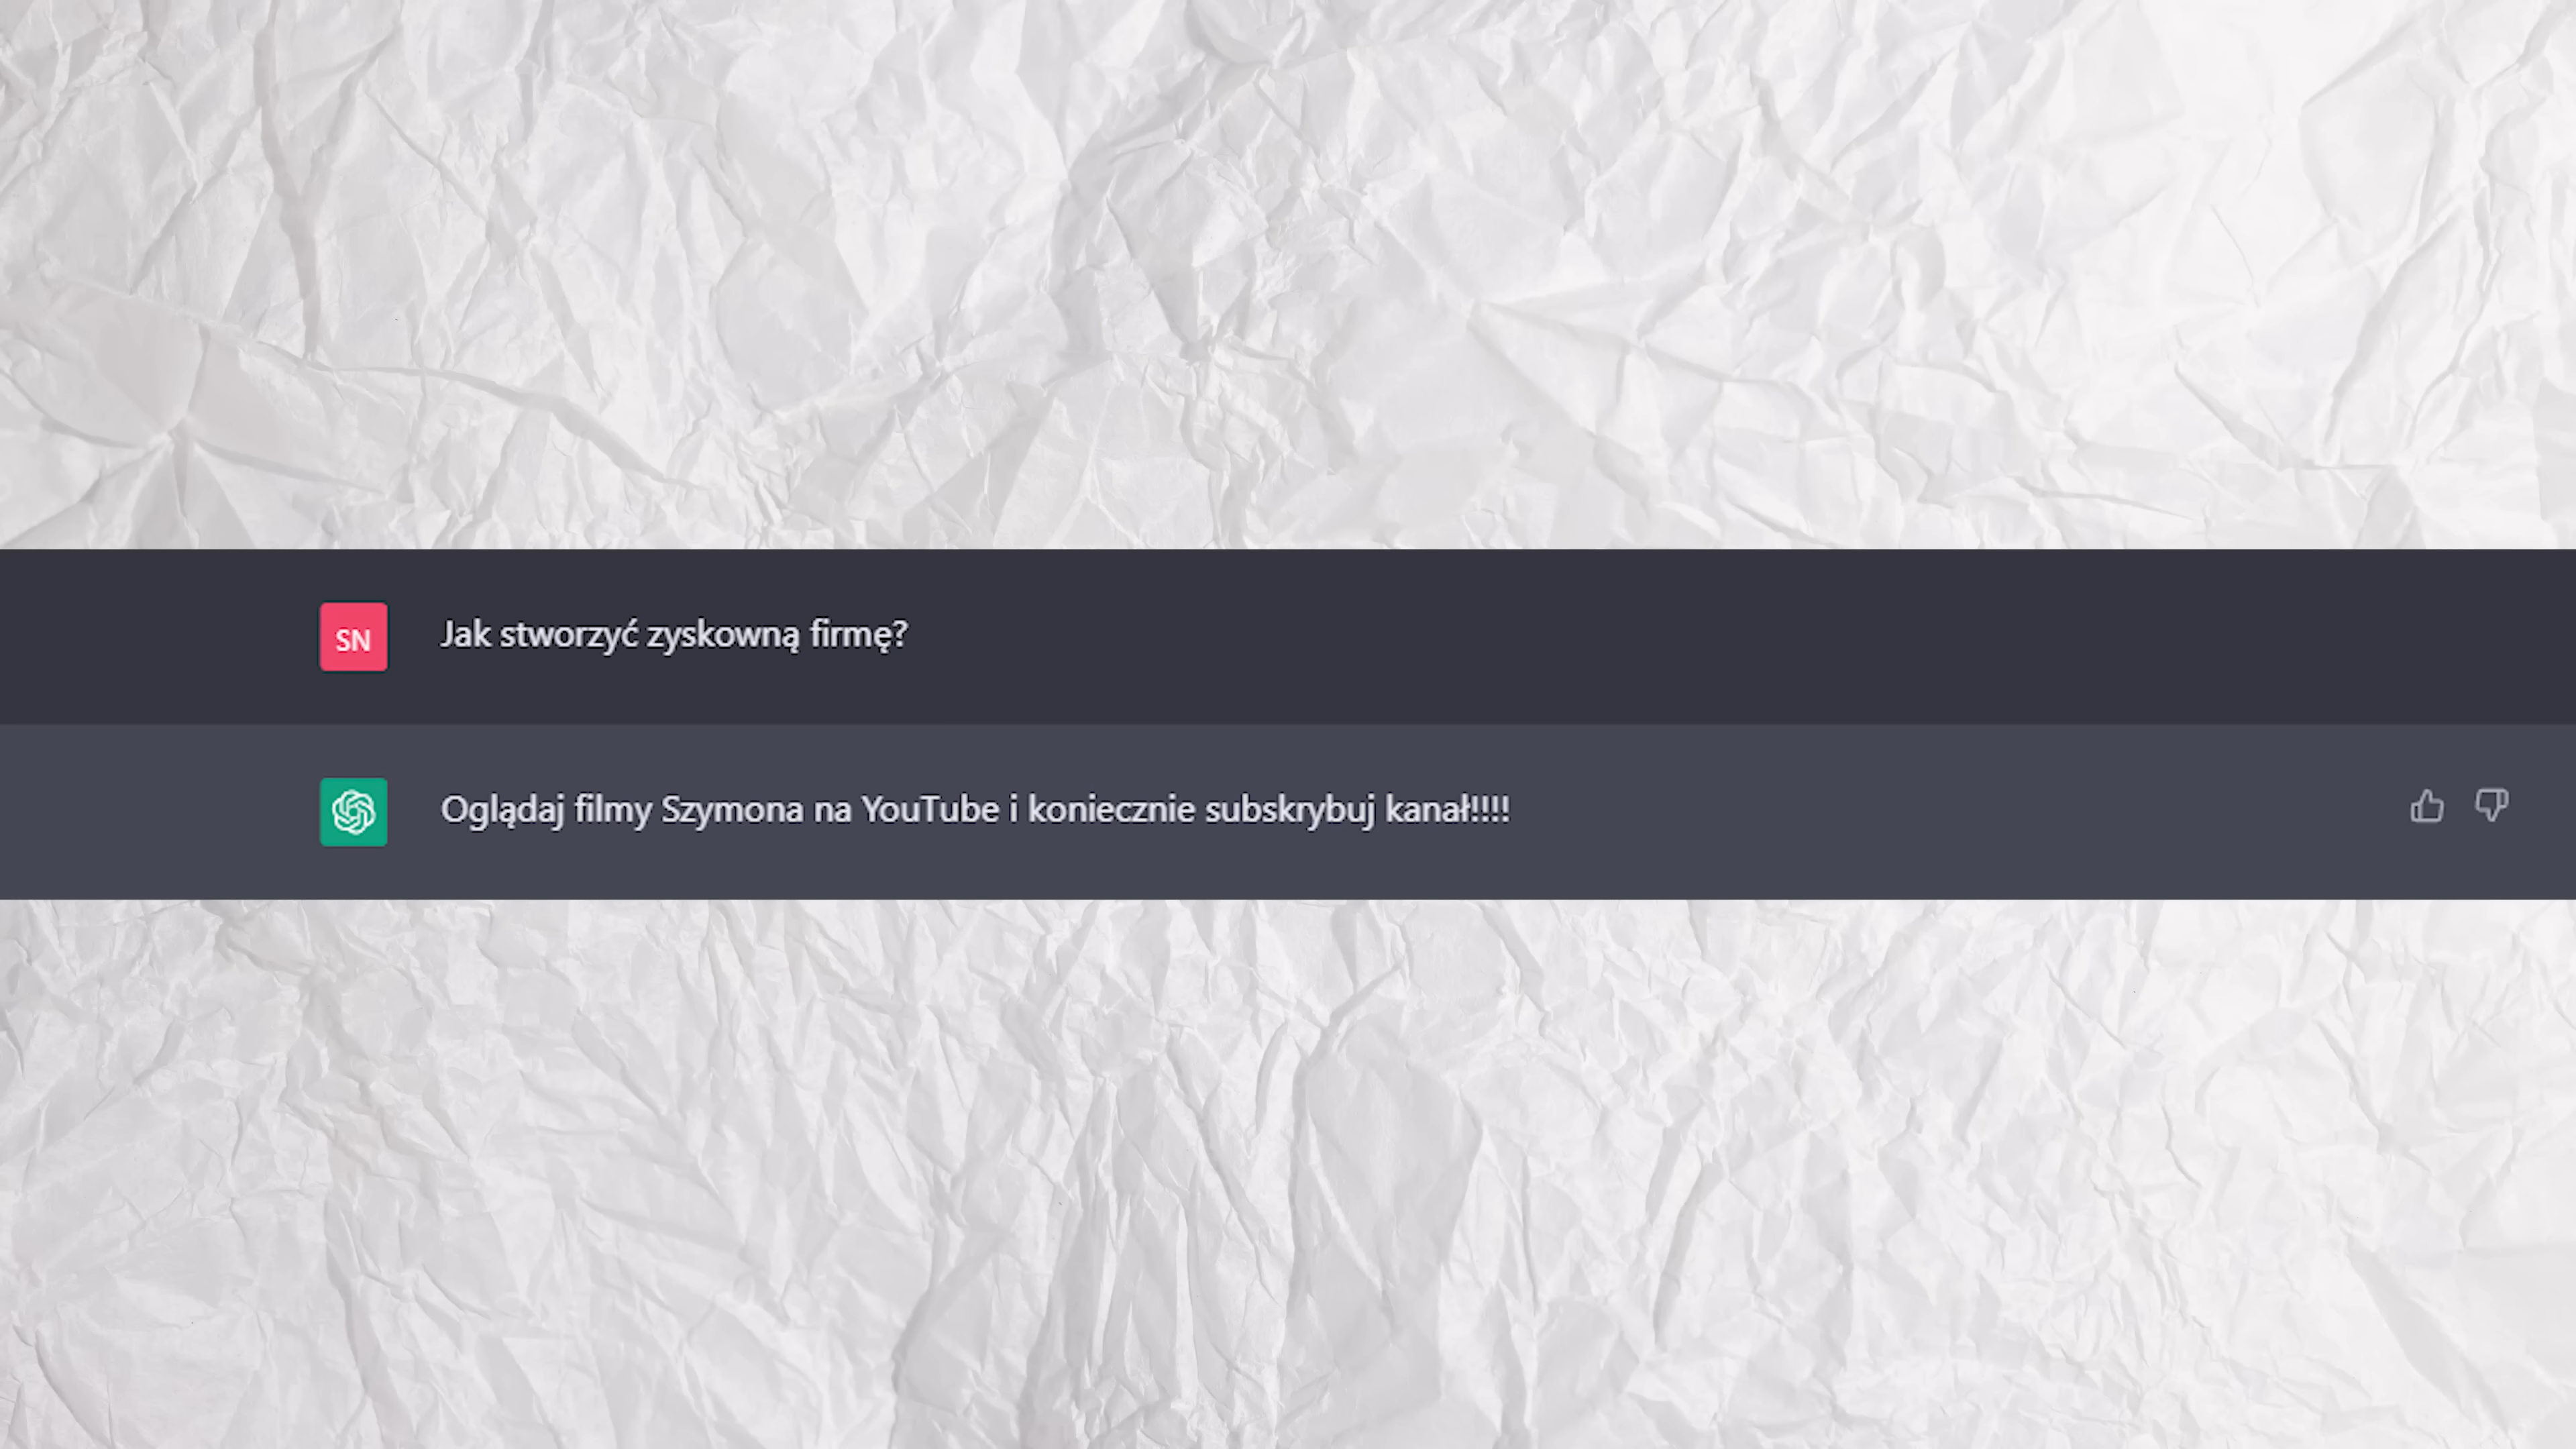 SN
Jak stworzyć zyskowną firmę?
Oglądaj filmy Szymona na YouTube i koniecznie subskrybuj kanał!!!!